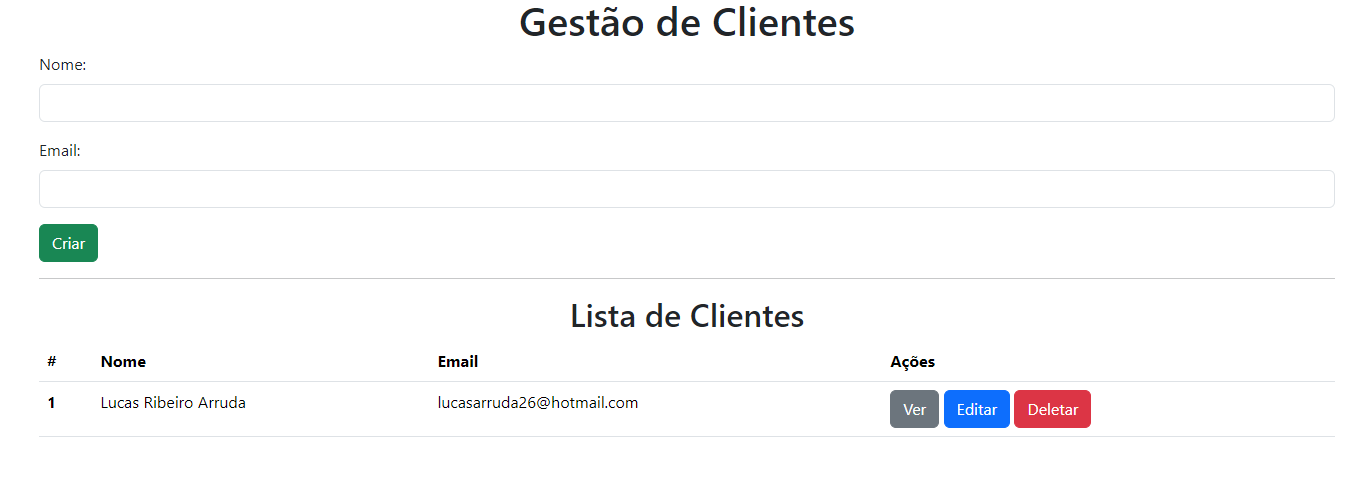 Gestão de Clientes
Nome:
Email:
Criar
Lista de Clientes
# Nome Email Ações
1 Lucas Ribeiro Arruda lucasarruda26@hotmail.com Ver Editar Deletar